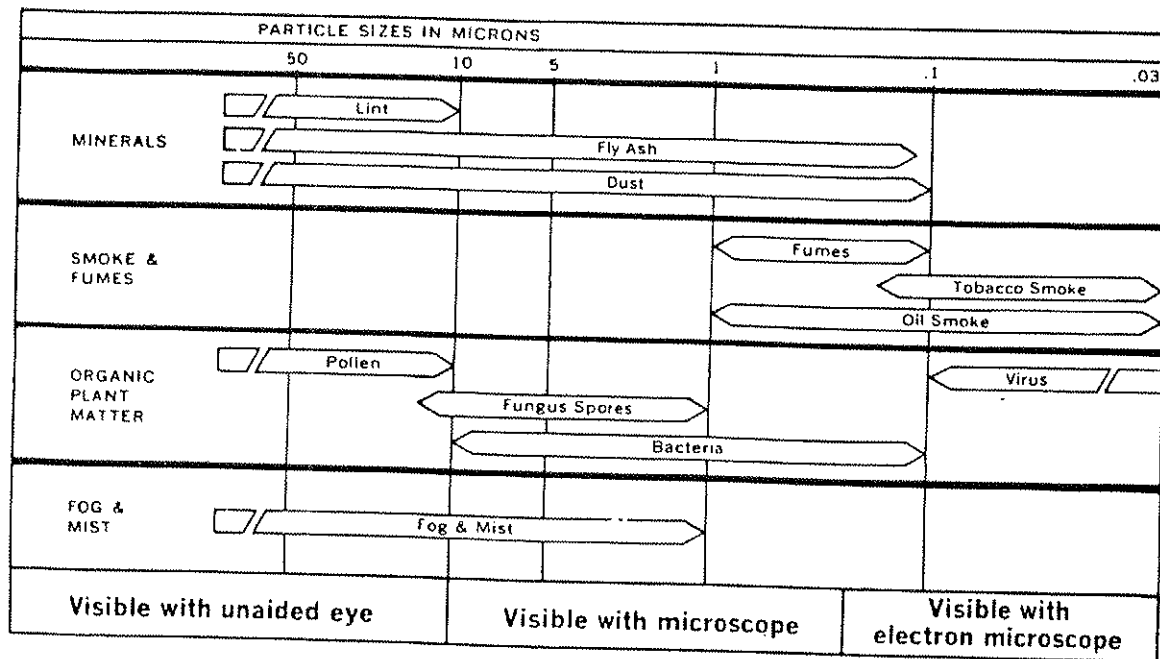 PARTICLE SIZES IN MICRONS
50 10 5 1 .1 .03
MINERALS
Lint
Fly Ash
Dust
SMOKE &
FUMES
Fumes
Tobacco Smoke
Oil Smoke
ORGANIC
PLANT
MATTER
Pollen
Virus
Fungus Spores
Bacteria
FOG &
MIST
Fog & Mist
Visible with unaided eye
Visible with microscope
Visible with
electron microscope